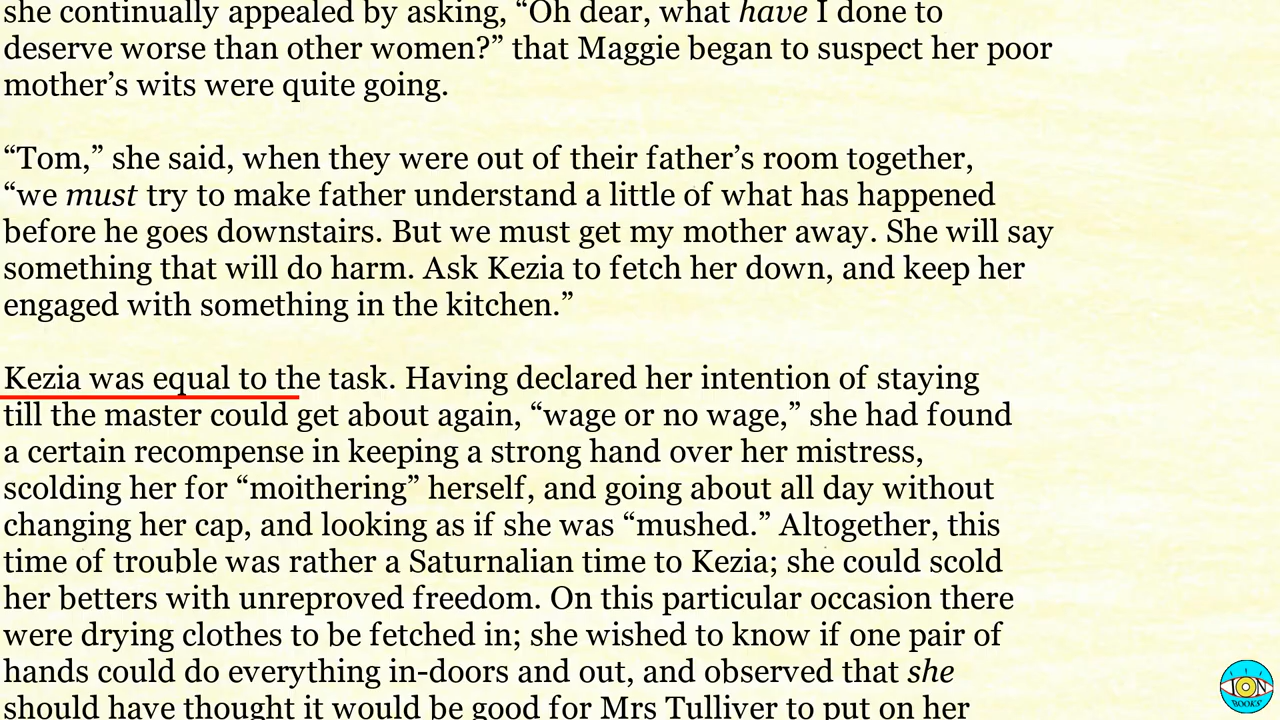 she continually appealed by asking, “Oh dear, what have I done to
deserve worse than other women?” that Maggie began to suspect her poor
mother’s wits were quite going.
“Tom,” she said, when they were out of their father’s room together,
“we must try to make father understand a little of what has happened
before he goes downstairs. But we must get my mother away. She will say
something that will do harm. Ask Kezia to fetch her down, and keep her
engaged with something in the kitchen.”
Kezia was equal to the task. Having declared her intention of staying
till the master could get about again, “wage or no wage,” she had found
a certain recompense in keeping a strong hand over her mistress,
scolding her for “moithering” herself, and going about all day without
changing her cap, and looking as if she was “mushed.” Altogether, this
time of trouble was rather a Saturnalian time to Kezia; she could scold
her betters with unreproved freedom. On this particular occasion there
were drying clothes to be fetched in; she wished to know if one pair of
hands could do everything in-doors and out, and observed that she
should have thought it would be good for Mrs Tulliver to put on her
ION
BOOKS